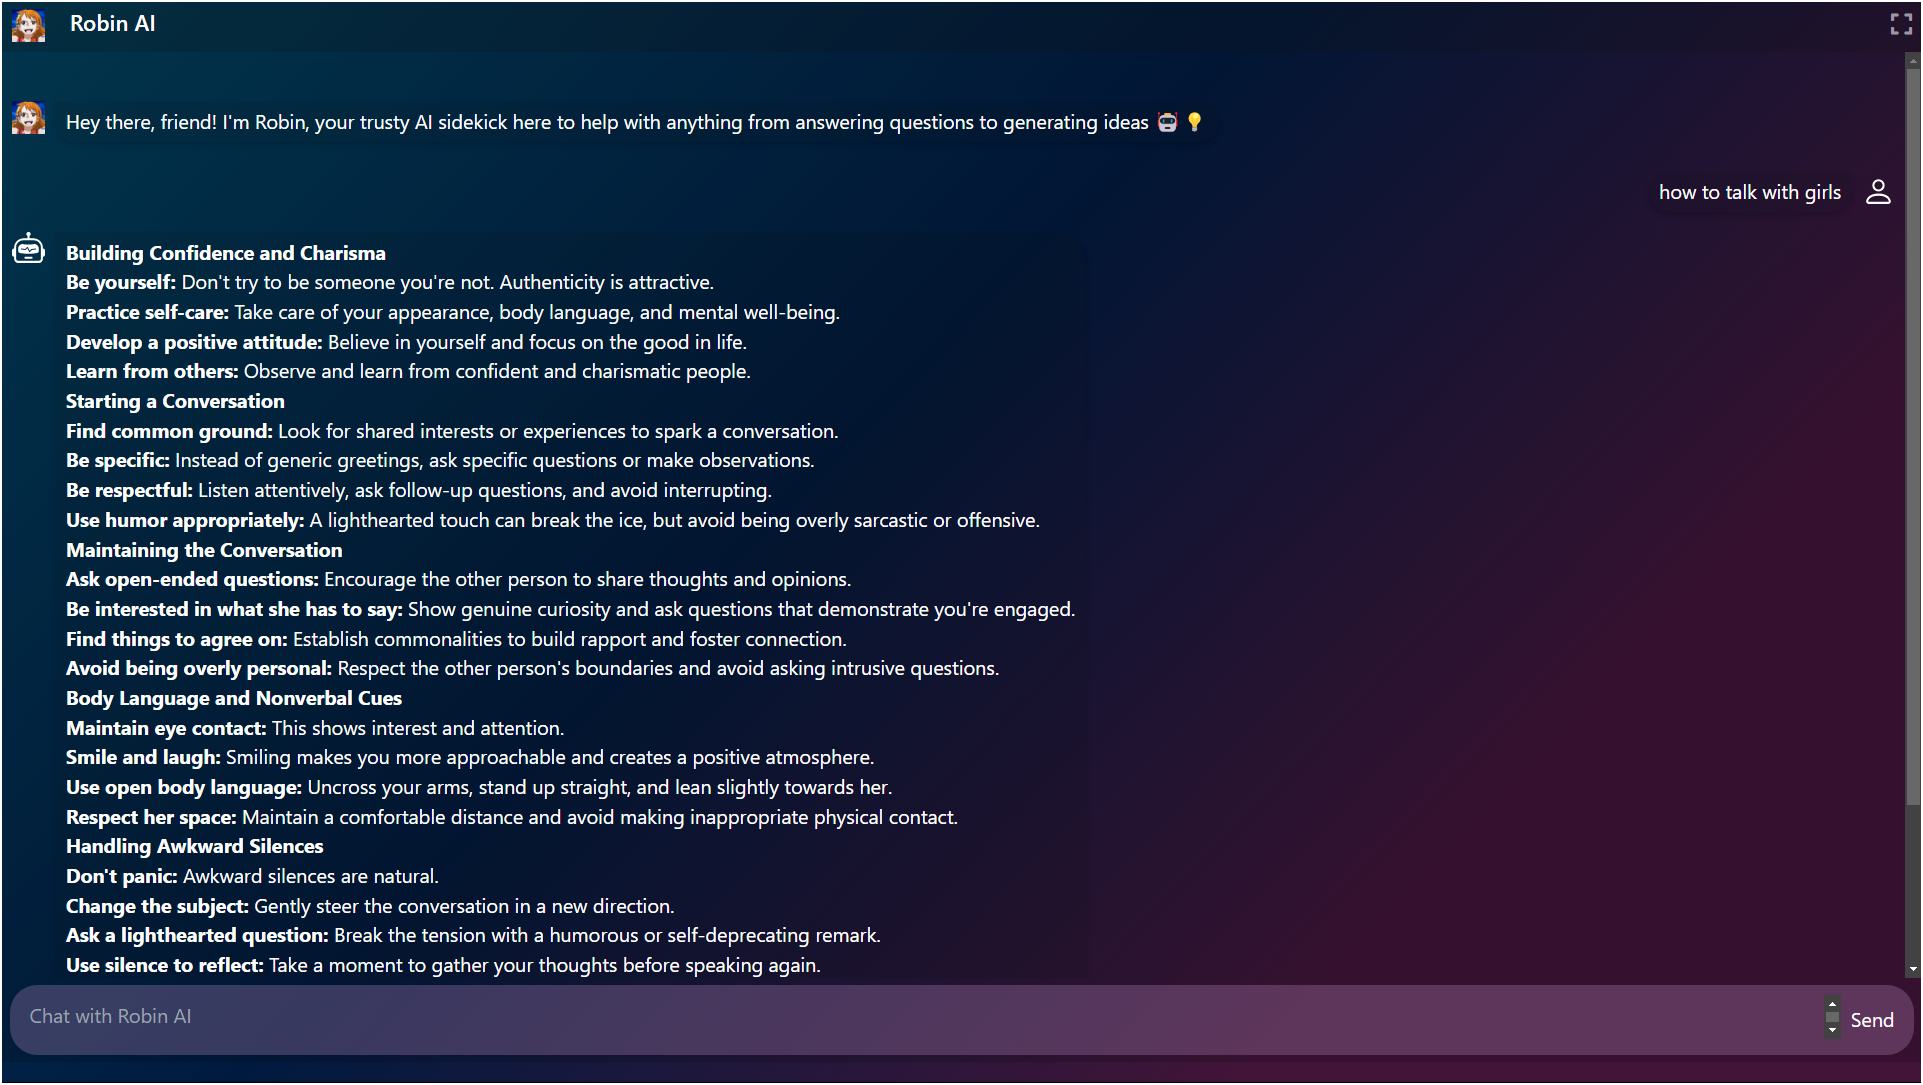 Robin AI
Hey there, friend! I'm Robin, your trusty AI sidekick here to help with anything from answering questions to generating ideas 🤖 💡
how to talk with girls
Building Confidence and Charisma
Be yourself: Don't try to be someone you're not. Authenticity is attractive.
Practice self-care: Take care of your appearance, body language, and mental well-being.
Develop a positive attitude: Believe in yourself and focus on the good in life.
Learn from others: Observe and learn from confident and charismatic people.
Starting a Conversation
Find common ground: Look for shared interests or experiences to spark a conversation.
Be specific: Instead of generic greetings, ask specific questions or make observations.
Be respectful: Listen attentively, ask follow-up questions, and avoid interrupting.
Use humor appropriately: A lighthearted touch can break the ice, but avoid being overly sarcastic or offensive.
Maintaining the Conversation
Ask open-ended questions: Encourage the other person to share thoughts and opinions.
Be interested in what she has to say: Show genuine curiosity and ask questions that demonstrate you're engaged.
Find things to agree on: Establish commonalities to build rapport and foster connection.
Avoid being overly personal: Respect the other person's boundaries and avoid asking intrusive questions.
Body Language and Nonverbal Cues
Maintain eye contact: This shows interest and attention.
Smile and laugh: Smiling makes you more approachable and creates a positive atmosphere.
Use open body language: Uncross your arms, stand up straight, and lean slightly towards her.
Respect her space: Maintain a comfortable distance and avoid making inappropriate physical contact.
Handling Awkward Silences
Don't panic: Awkward silences are natural.
Change the subject: Gently steer the conversation in a new direction.
Ask a lighthearted question: Break the tension with a humorous or self-deprecating remark.
Use silence to reflect: Take a moment to gather your thoughts before speaking again.
Chat with Robin AI
Send